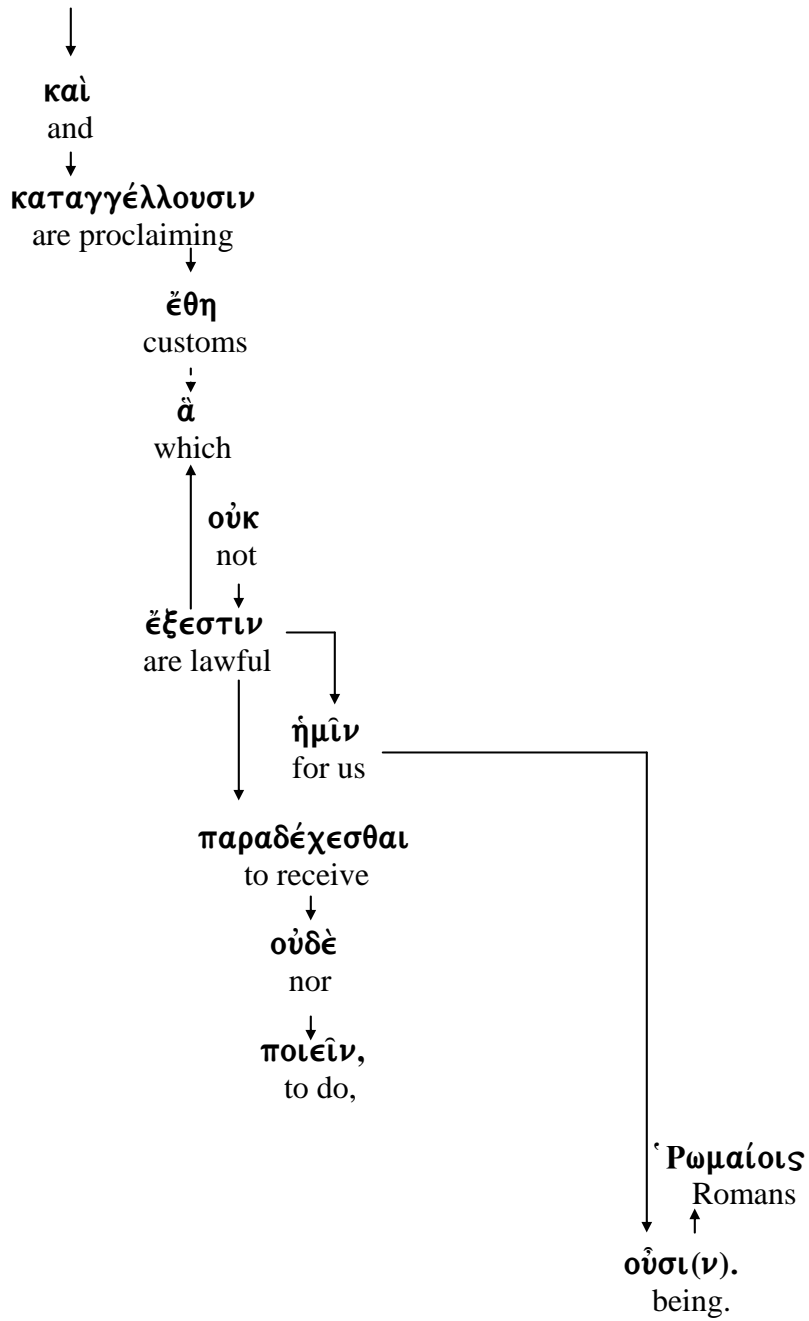 καὶ
and
καταγγέλλουσιν
are proclaiming
ἔθη
customs
ἃ
which
οὐκ
not
ἔξεστιν
are lawful
ἡμῖν
for us
παραδέχεσθαι
to receive
οὐδὲ
nor
ποιεῖν,
to do,
Ῥωμαίοις
Romans
οὖσι(ν).
being.